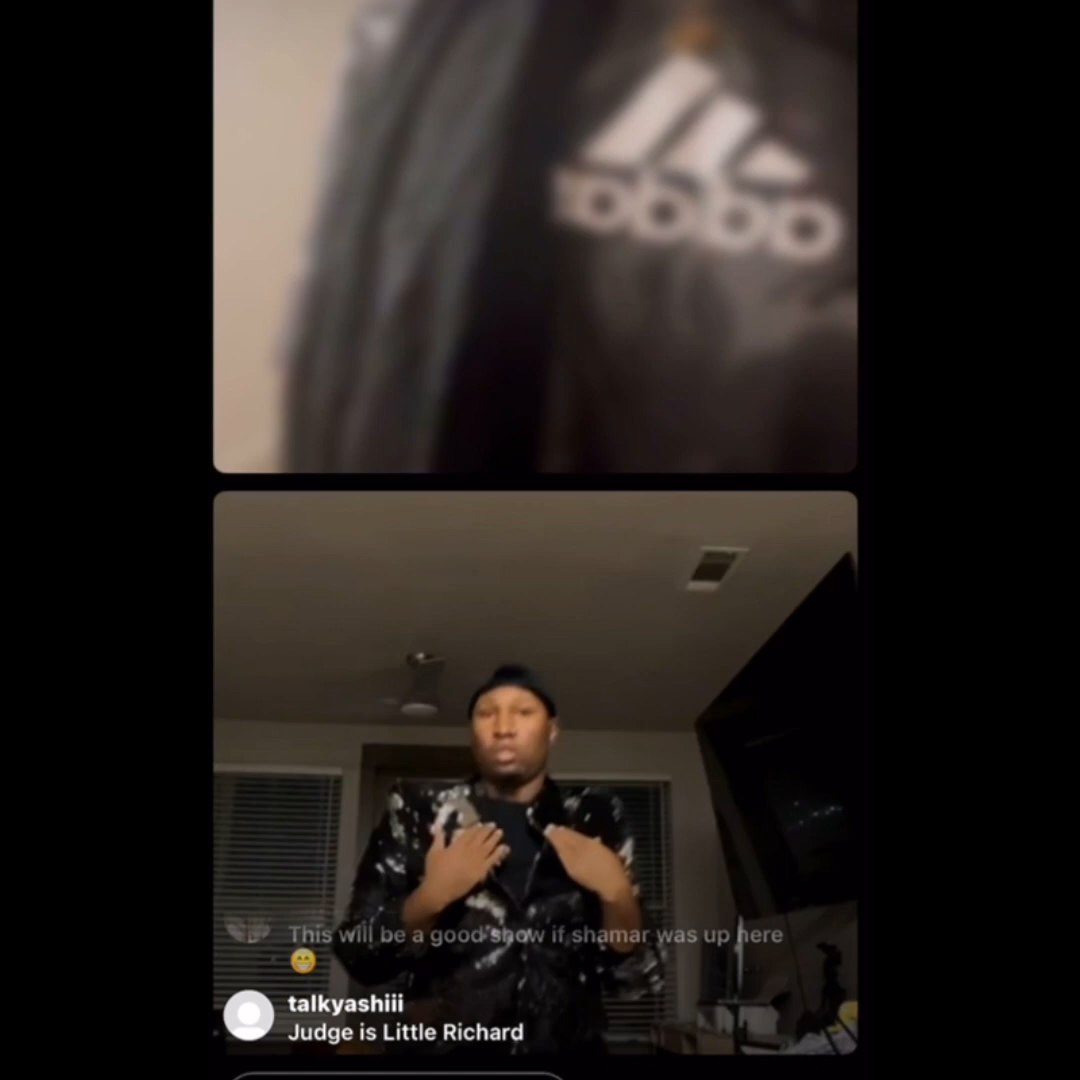 This will be a good show if shamar was up here
😁
talkyashiii
Judge is Little Richard